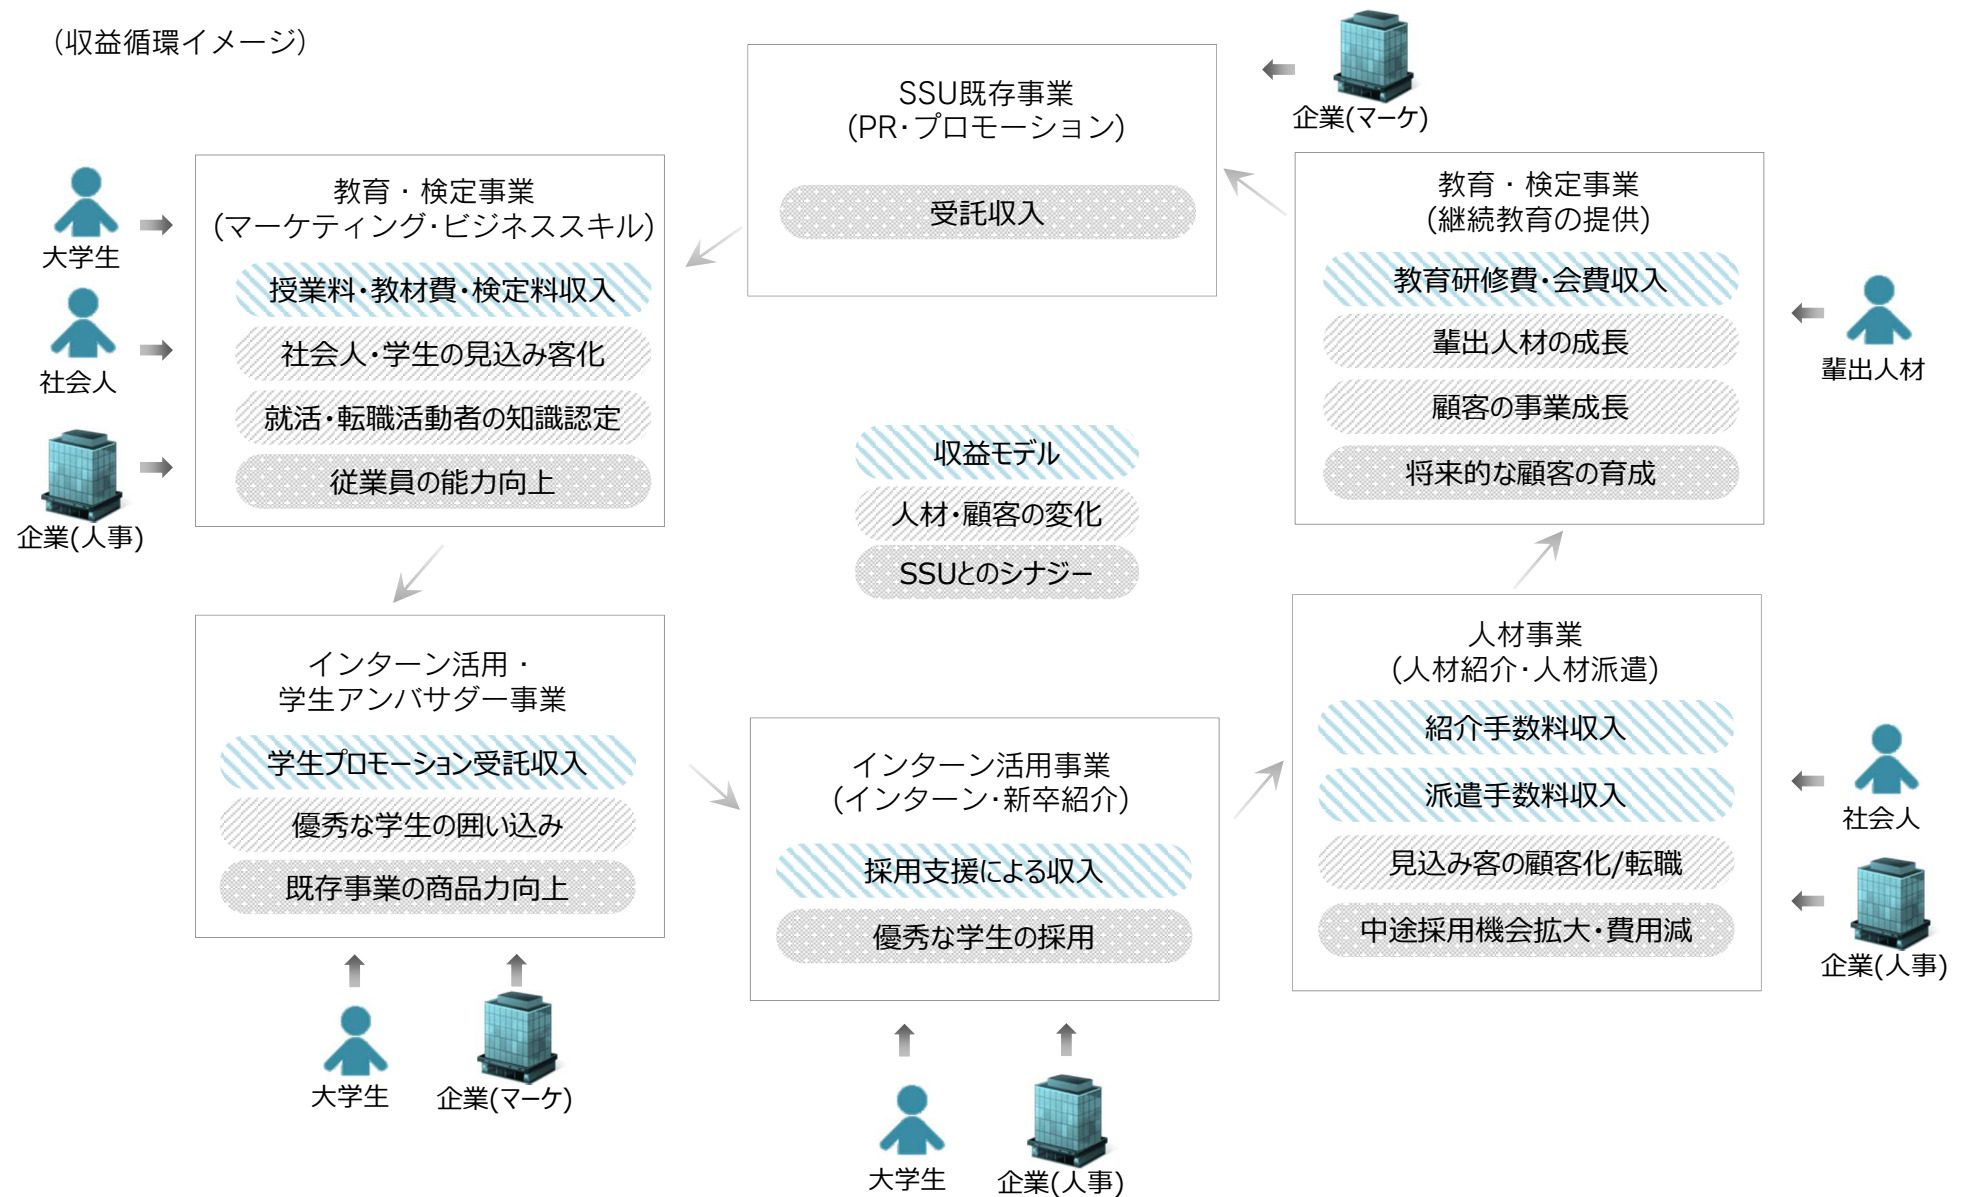 （収益循環イメージ）
SSU既存事業
(PR･プロモーション)
受託収入
企業(マーケ)
大学生
社会人
企業(人事)
教育・検定事業
(マーケティング･ビジネススキル)
授業料･教材費･検定料収入
社会人･学生の見込み客化
就活･転職活動者の知識認定
従業員の能力向上
教育・検定事業
(継続教育の提供)
教育研修費･会費収入
輩出人材の成長
顧客の事業成長
将来的な顧客の育成
輩出人材
収益モデル
人材･顧客の変化
SSUとのシナジー
インターン活用・
学生アンバサダー事業
学生プロモーション受託収入
優秀な学生の囲い込み
既存事業の商品力向上
大学生
企業(マーケ)
インターン活用事業
(インターン･新卒紹介)
採用支援による収入
優秀な学生の採用
大学生
企業(人事)
人材事業
(人材紹介･人材派遣)
紹介手数料収入
派遣手数料収入
見込み客の顧客化/転職
中途採用機会拡大･費用減
社会人
企業(人事)